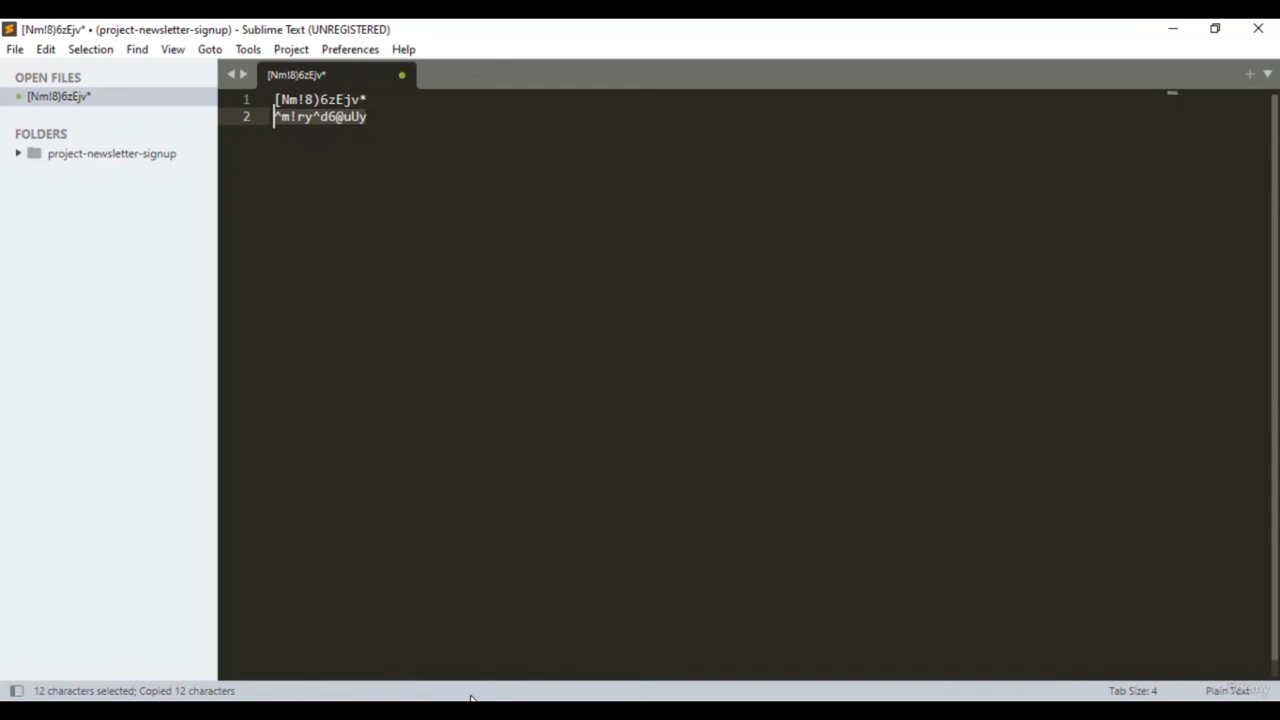 [Nm!8)6zEjv* • (project-newsletter-signup) - Sublime Text (UNREGISTERED)
File Edit Selection Find View Goto Tools Project Preferences Help
OPEN FILES
[Nm!8)6zEjv*
FOLDERS
project-newsletter-signup
[Nm!8)6zEjv*
1 [Nm!8)6zEjv*
2 ^m!ry^d6@uUy
12 characters selected; Copied 12 characters
Tab Size: 4
Plain Text
Udemy